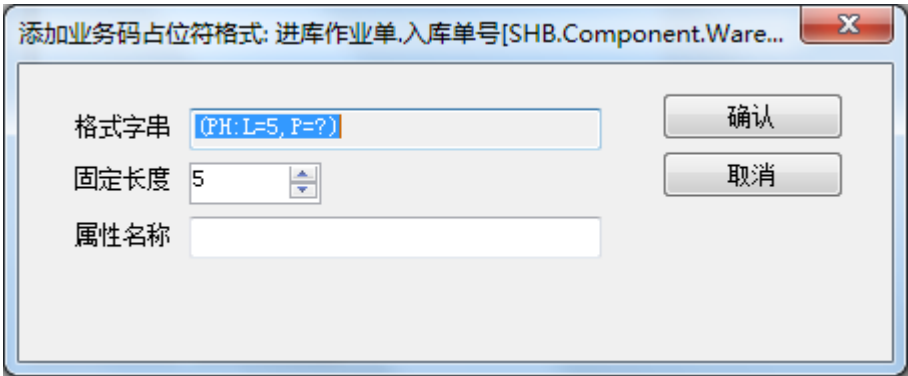 添加业务码占位符格式: 进库作业单.入库单号[SHB.Component.Ware...
格式字串 (PH:L=5,P=?) 确认
固定长度 5 取消
属性名称